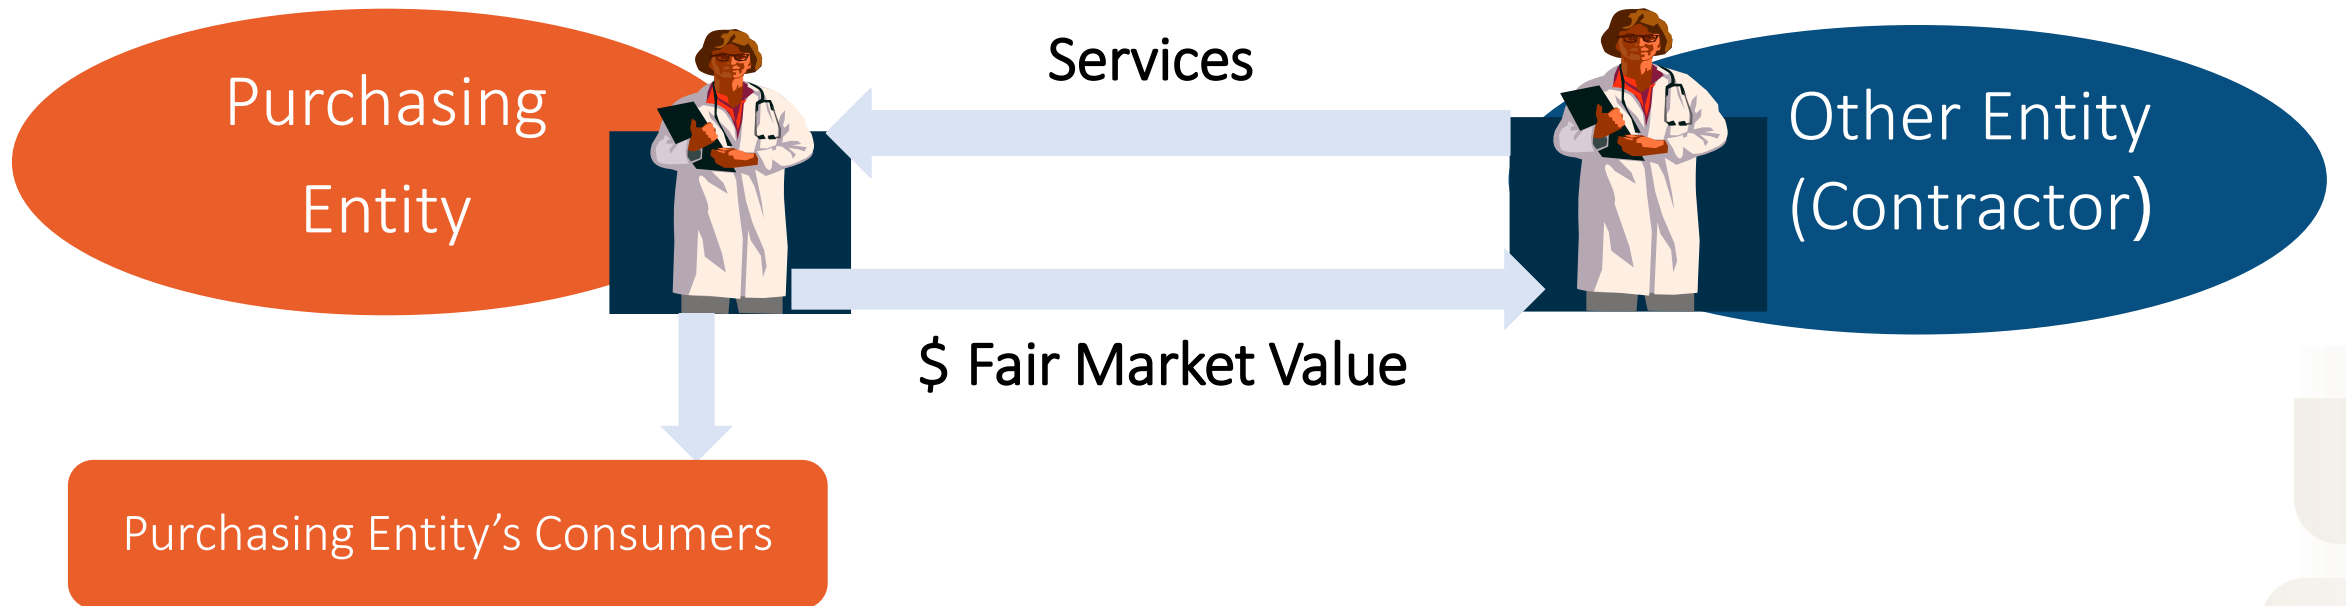 Purchasing
Entity
Services
Other Entity
(Contractor)
$ Fair Market Value
Purchasing Entity’s Consumers